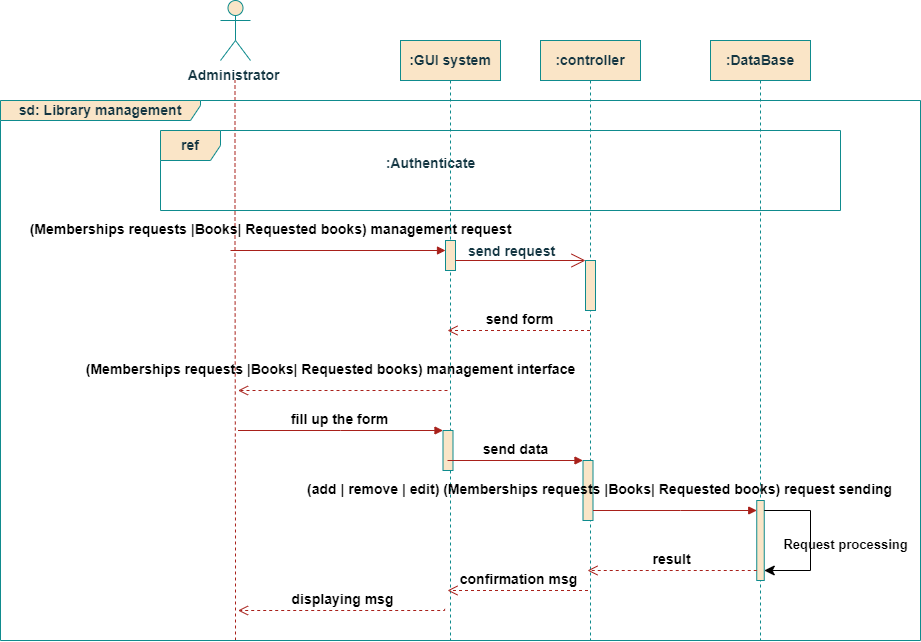 Administrator
:GUI system
:controller
:DataBase
sd: Library management
ref
:Authenticate
(Memberships requests |Books| Requested books) management request
send request
send form
(Memberships requests |Books| Requested books) management interface
fill up the form
send data
(add | remove | edit) (Memberships requests |Books| Requested books) request sending
Request processing
result
confirmation msg
displaying msg